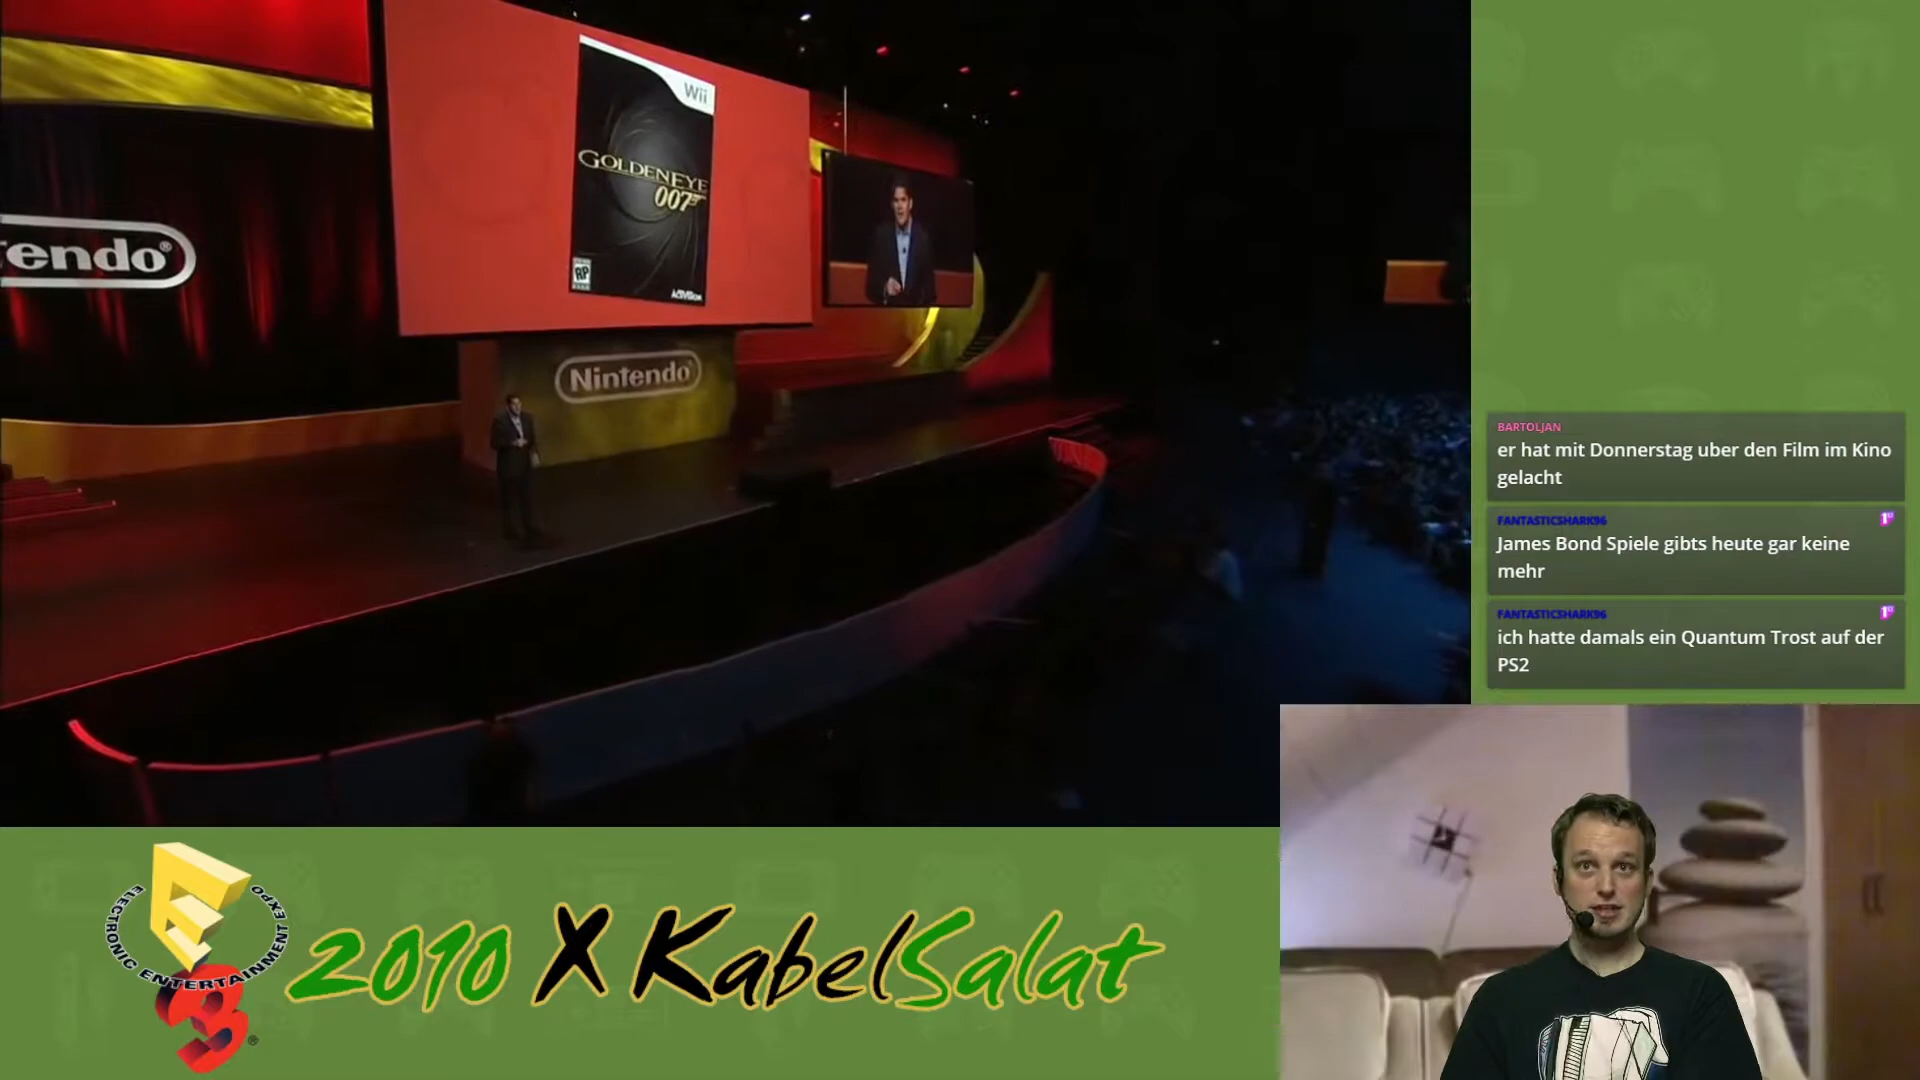 Wii
GOLDENEYE
007
RP
ACTIVISION
tendo®
Nintendo
BARTOLJAN
er hat mit Donnerstag uber den Film im Kino
gelacht
FANTASTICSHARK96
James Bond Spiele gibts heute gar keine
mehr
FANTASTICSHARK96
ich hatte damals ein Quantum Trost auf der
PS2
E3
ELECTRONIC ENTERTAINMENT EXPO
2010 X KabelSalat